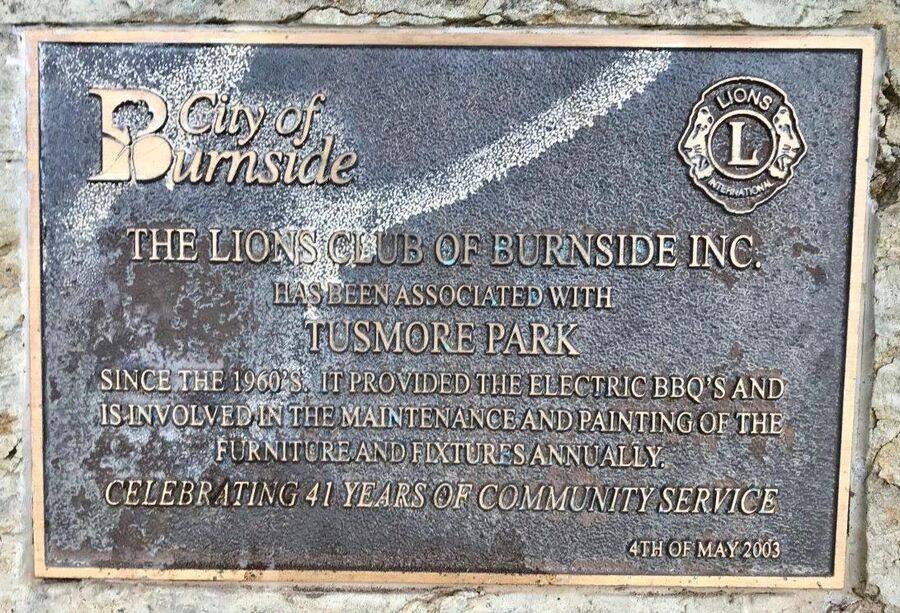 City of
Burnside
LIONS
L
INTERNATIONAL
THE LIONS CLUB OF BURNSIDE INC.
HAS BEEN ASSOCIATED WITH
TUSMORE PARK
SINCE THE 1960'S. IT PROVIDED THE ELECTRIC BBQ'S AND
IS INVOLVED IN THE MAINTENANCE AND PAINTING OF THE
FURNITURE AND FIXTURES ANNUALLY.
CELEBRATING 41 YEARS OF COMMUNITY SERVICE
4TH OF MAY 2003